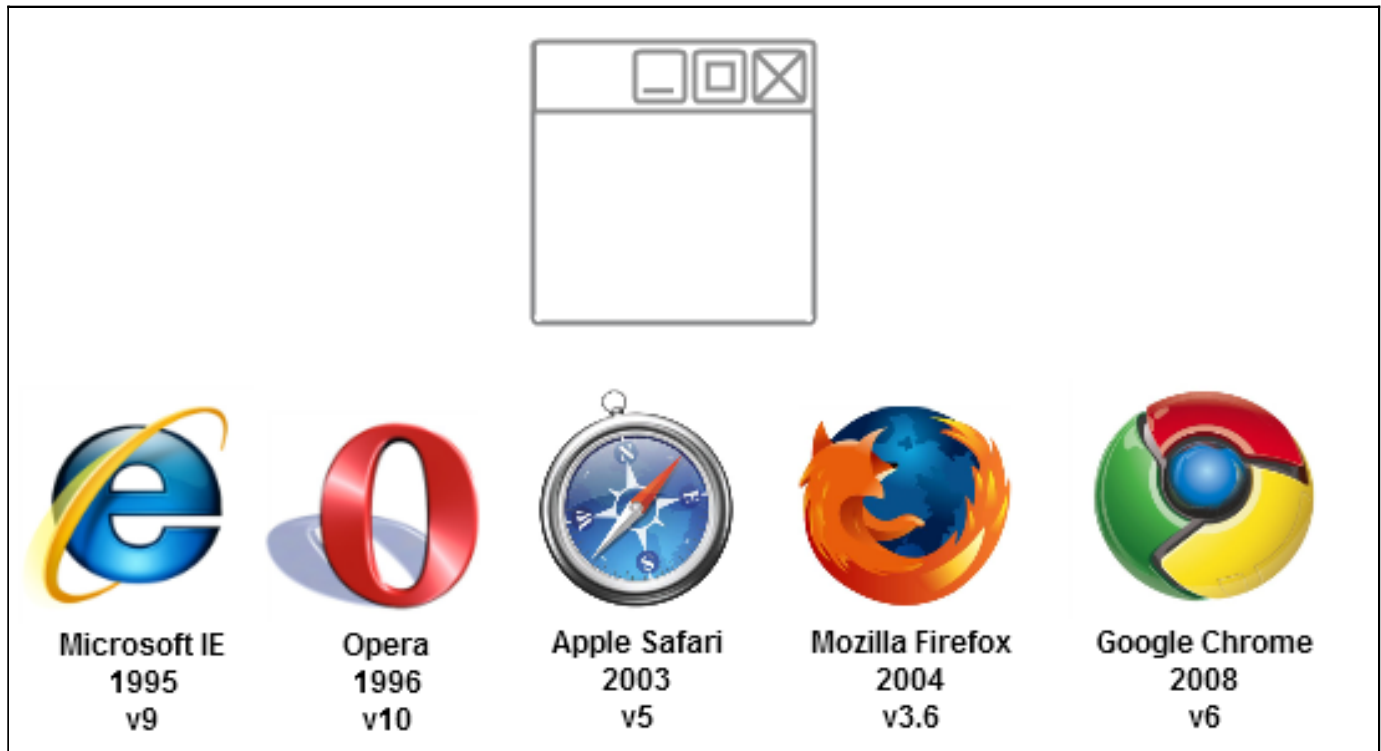 Microsoft IE
1995
v9
Opera
1996
v10
Apple Safari
2003
v5
Mozilla Firefox
2004
v3.6
Google Chrome
2008
v6
N
E
S
W